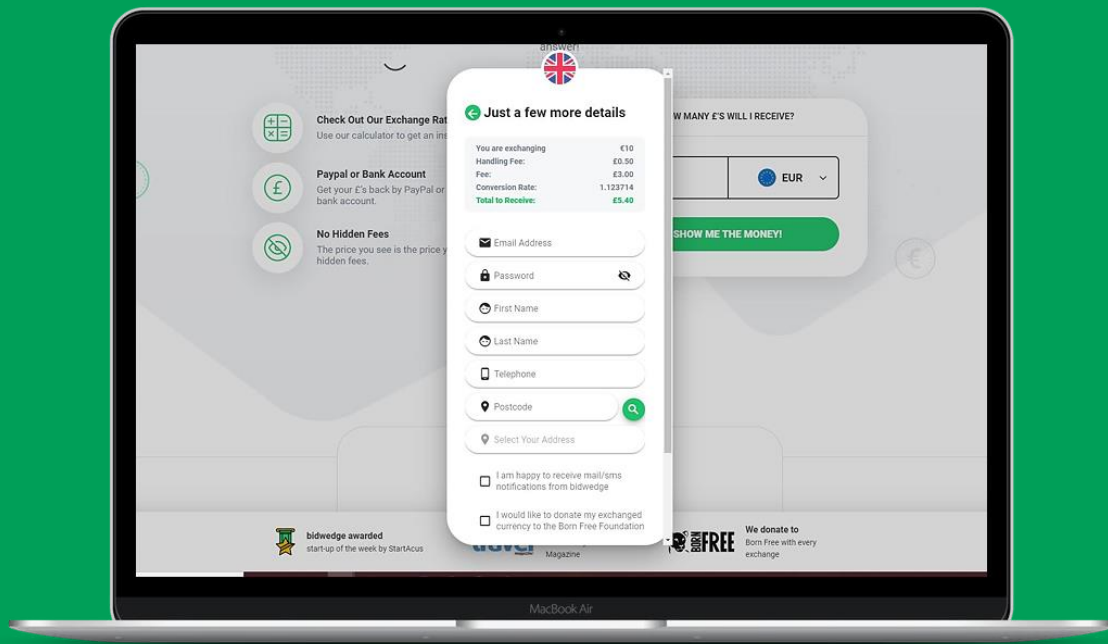 answer!
Check Out Our Exchange Rat
Use our calculator to get an ins
Paypal or Bank Account
Get your £'s back by PayPal or
bank account.
No Hidden Fees
The price you see is the price y
hidden fees.
Just a few more details
You are exchanging €10
Handling Fee: £0.50
Fee: £3.00
Conversion Rate: 1.123714
Total to Receive: £5.40
Email Address
Password
First Name
Last Name
Telephone
Postcode
Select Your Address
I am happy to receive mail/sms
notifications from bidwedge
I would like to donate my exchanged
currency to the Born Free Foundation
W MANY £'S WILL I RECEIVE?
EUR
SHOW ME THE MONEY!
bidwedge awarded
start-up of the week by StartAcus
Magazine
BORN
FREE
We donate to
Born Free with every
exchange
MacBook Air